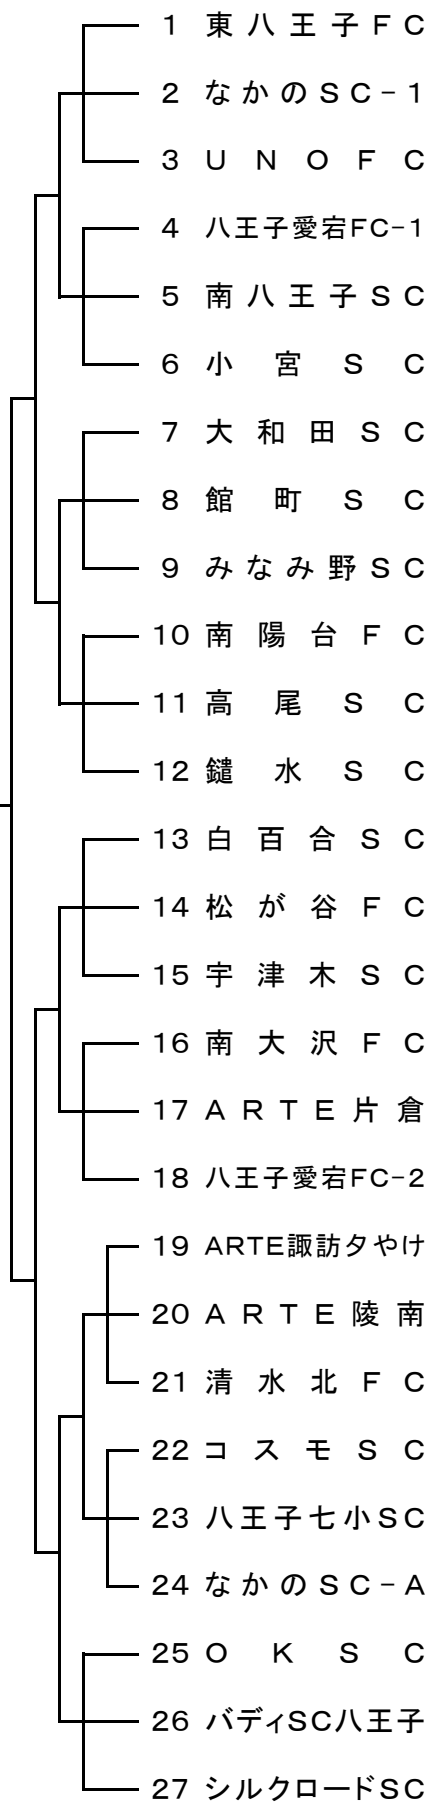 1 東八王子FC
2 なかのSC-1
3 UNOFC
4 八王子愛宕FC-1
5 南八王子SC
6 小宮SC
7 大和田SC
8 館町SC
9 みなみ野SC
10 南陽台FC
11 高尾SC
12 鑓水SC
13 白百合SC
14 松が谷FC
15 宇津木SC
16 南大沢FC
17 ARTE片倉
18 八王子愛宕FC-2
19 ARTE諏訪夕やけ
20 ARTE陵南
21 清水北FC
22 コスモSC
23 八王子七小SC
24 なかのSC-A
25 OKSC
26 バディSC八王子
27 シルクロードSC